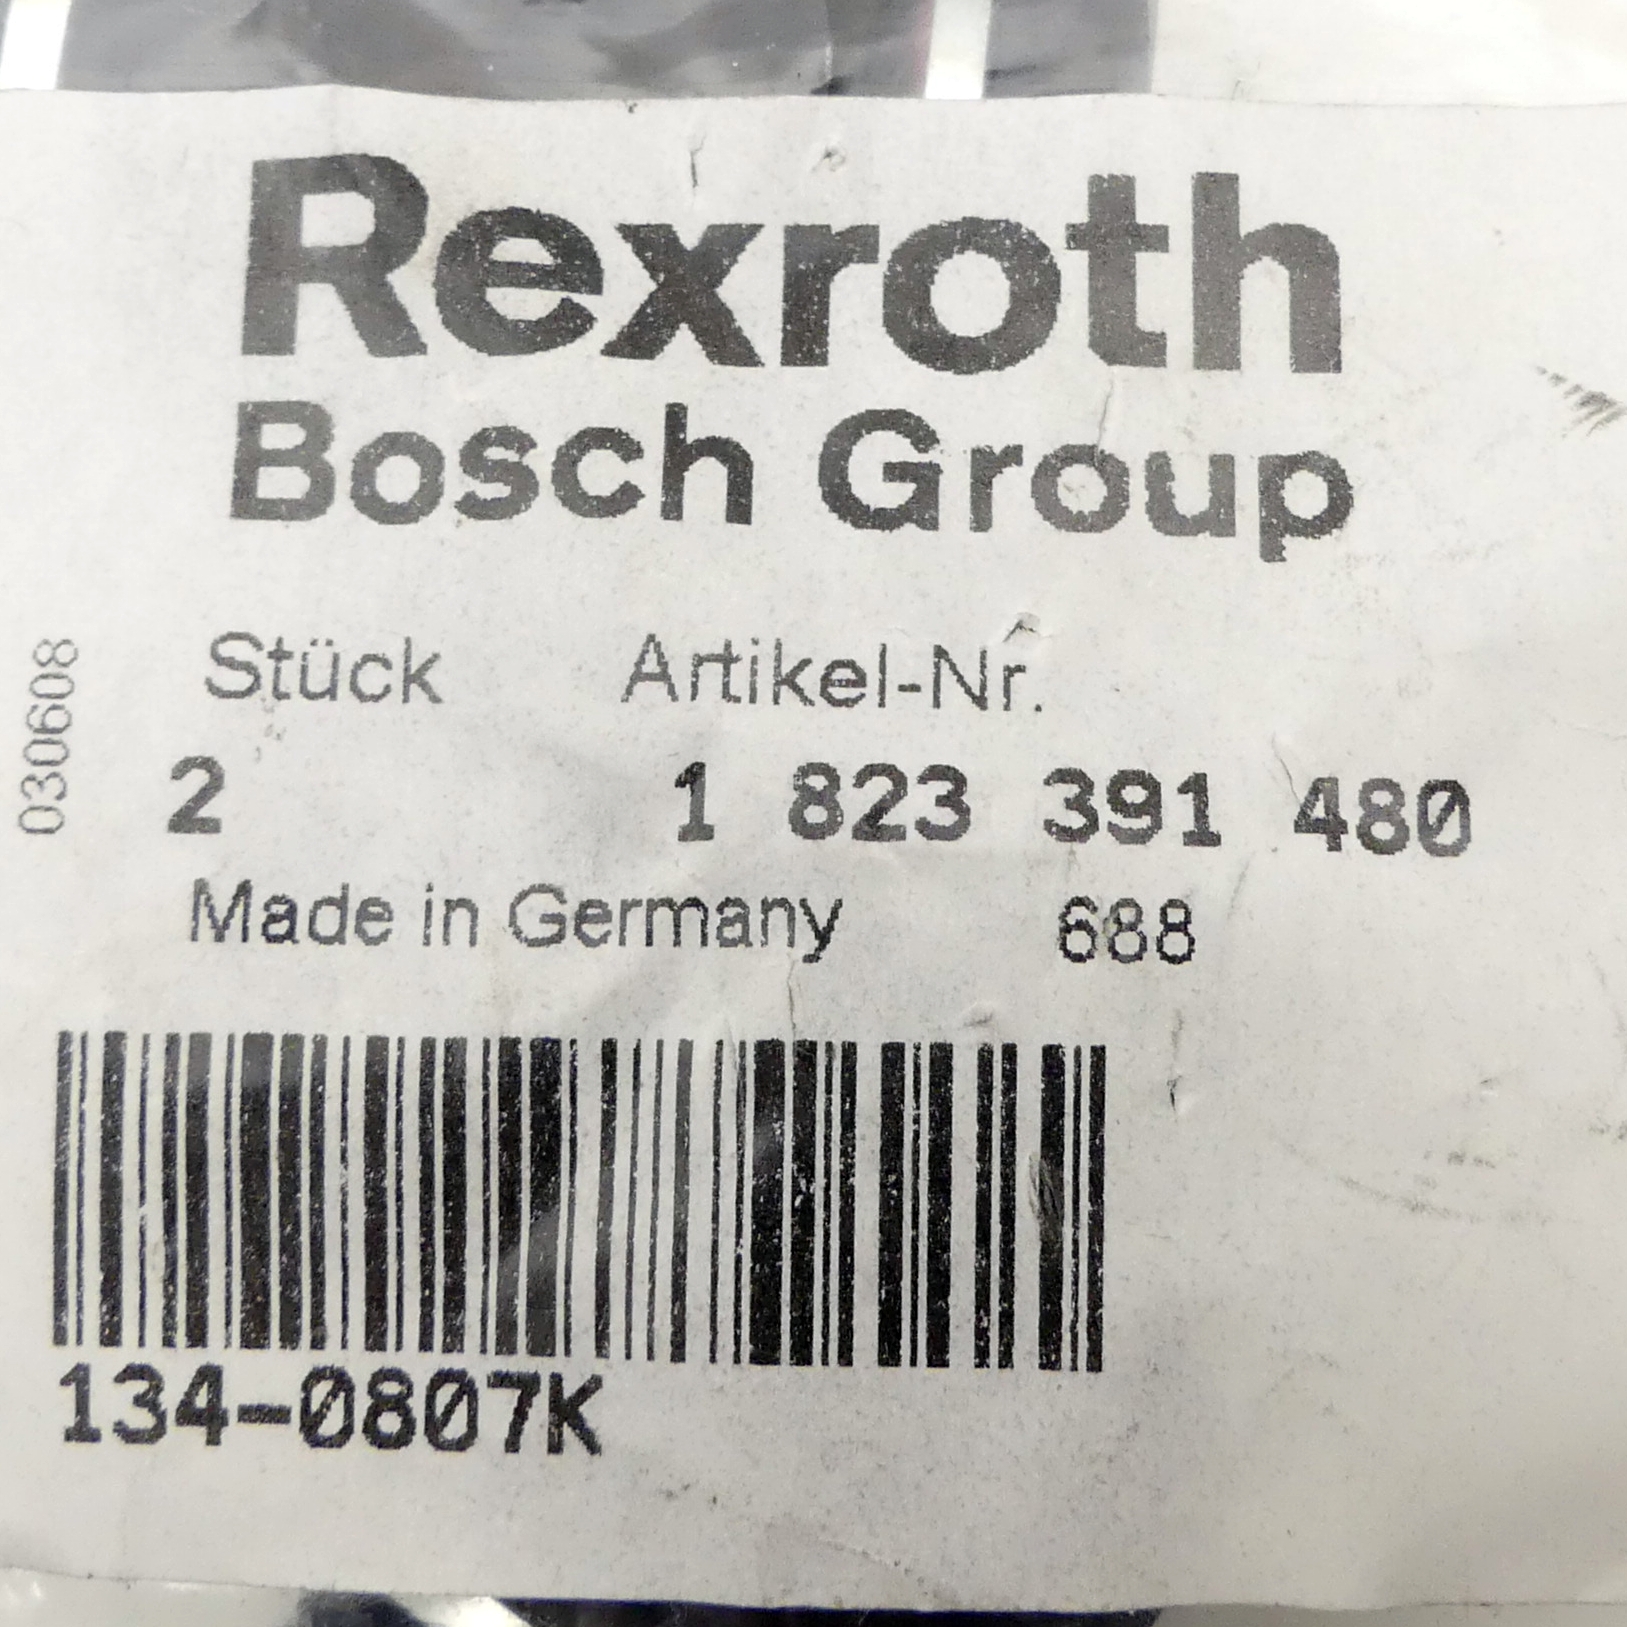 Rexroth
Bosch Group
030608
Stück Artikel-Nr.
2 1 823 391 480
Made in Germany 688
134-0807K